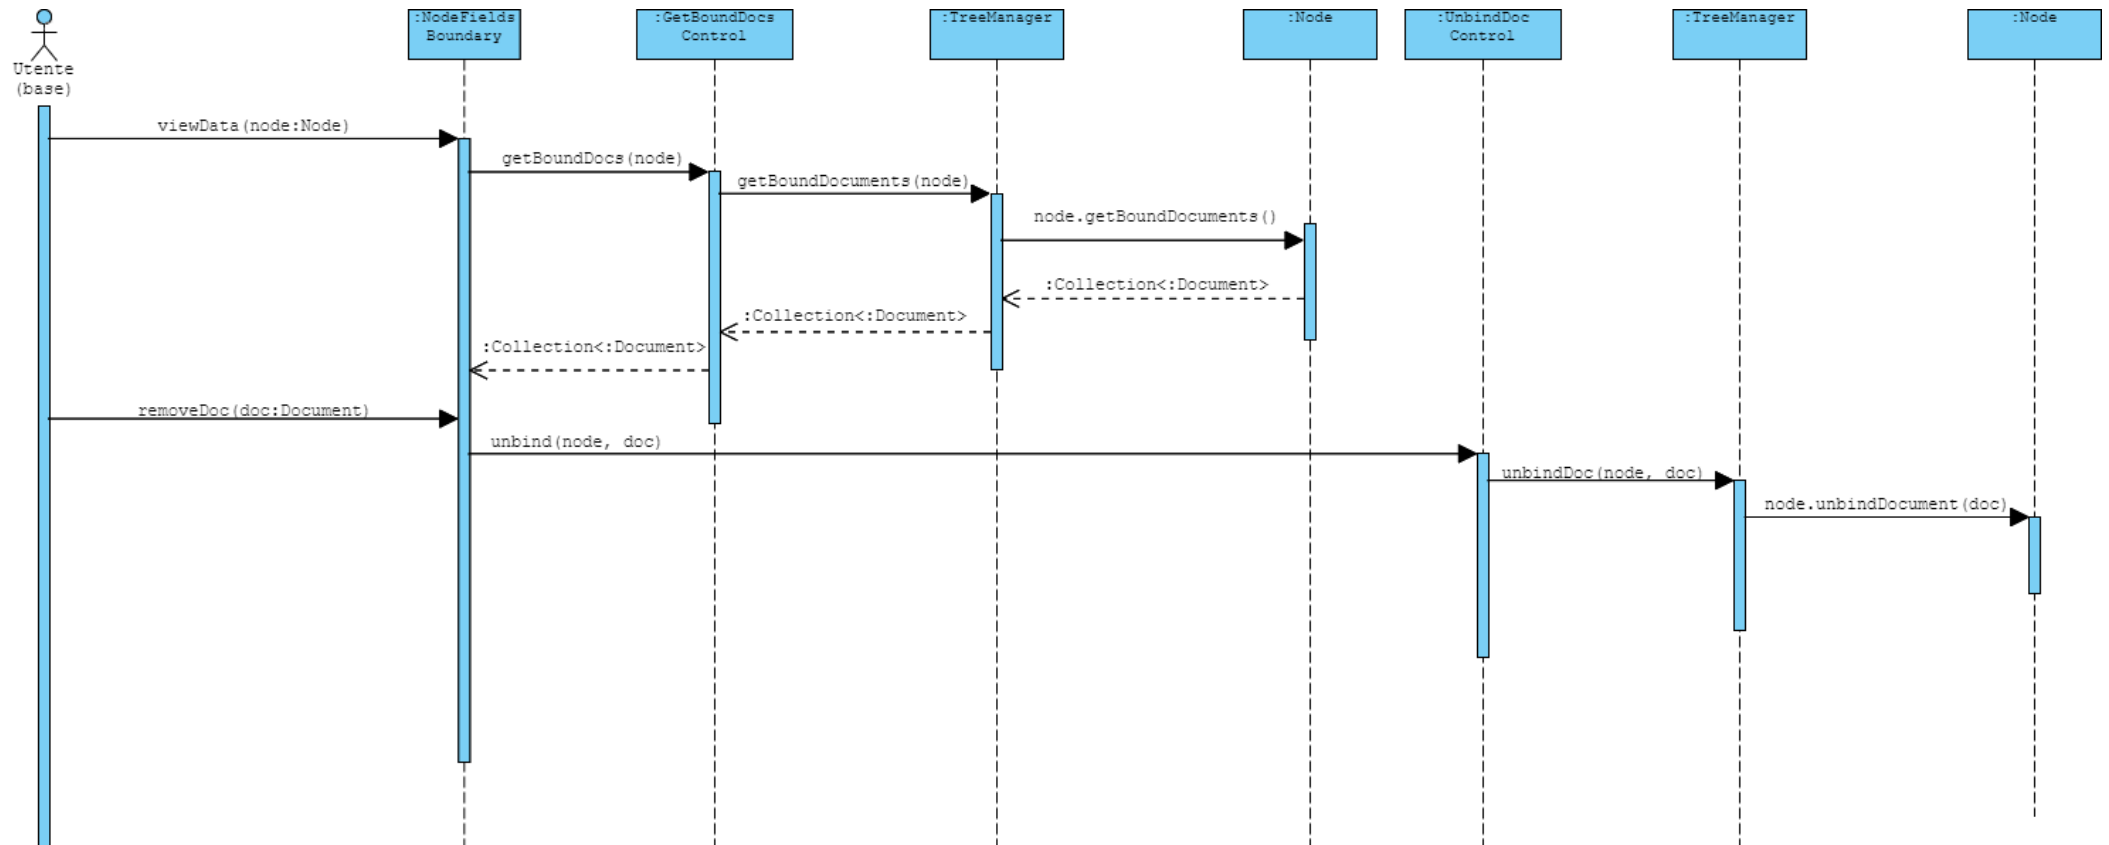 :NodeFields
Boundary
:GetBoundDocs
Control
:TreeManager
:Node
:UnbindDoc
Control
:TreeManager
:Node
Utente
(base)
viewData(node:Node)
getBoundDocs(node)
getBoundDocuments(node)
node.getBoundDocuments()
:Collection<:Document>
:Collection<:Document>
:Collection<:Document>
removeDoc(doc:Document)
unbind(node, doc)
unbindDoc(node, doc)
node.unbindDocument(doc)